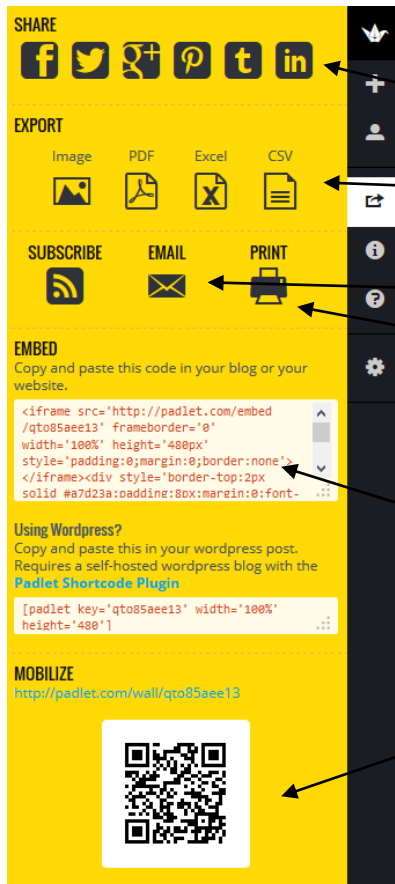 SHARE
EXPORT
Image PDF Excel CSV
SUBSCRIBE EMAIL PRINT
EMBED
Copy and paste this code in your blog or your
website.
<iframe src='http://padlet.com/embed
/qto85aee13' frameborder='0'
width='100%' height='480px'
style='padding:0;margin:0;border:none'>
</iframe><div style='border-top:2px
solid #a7d23a;padding:8px;margin:0;font-
Using Wordpress?
Copy and paste this in your wordpress post.
Requires a self-hosted wordpress blog with the
Padlet Shortcode Plugin
[padlet key='qto85aee13' width='100%'
height='480']
MOBILIZE
http://padlet.com/wall/qto85aee13